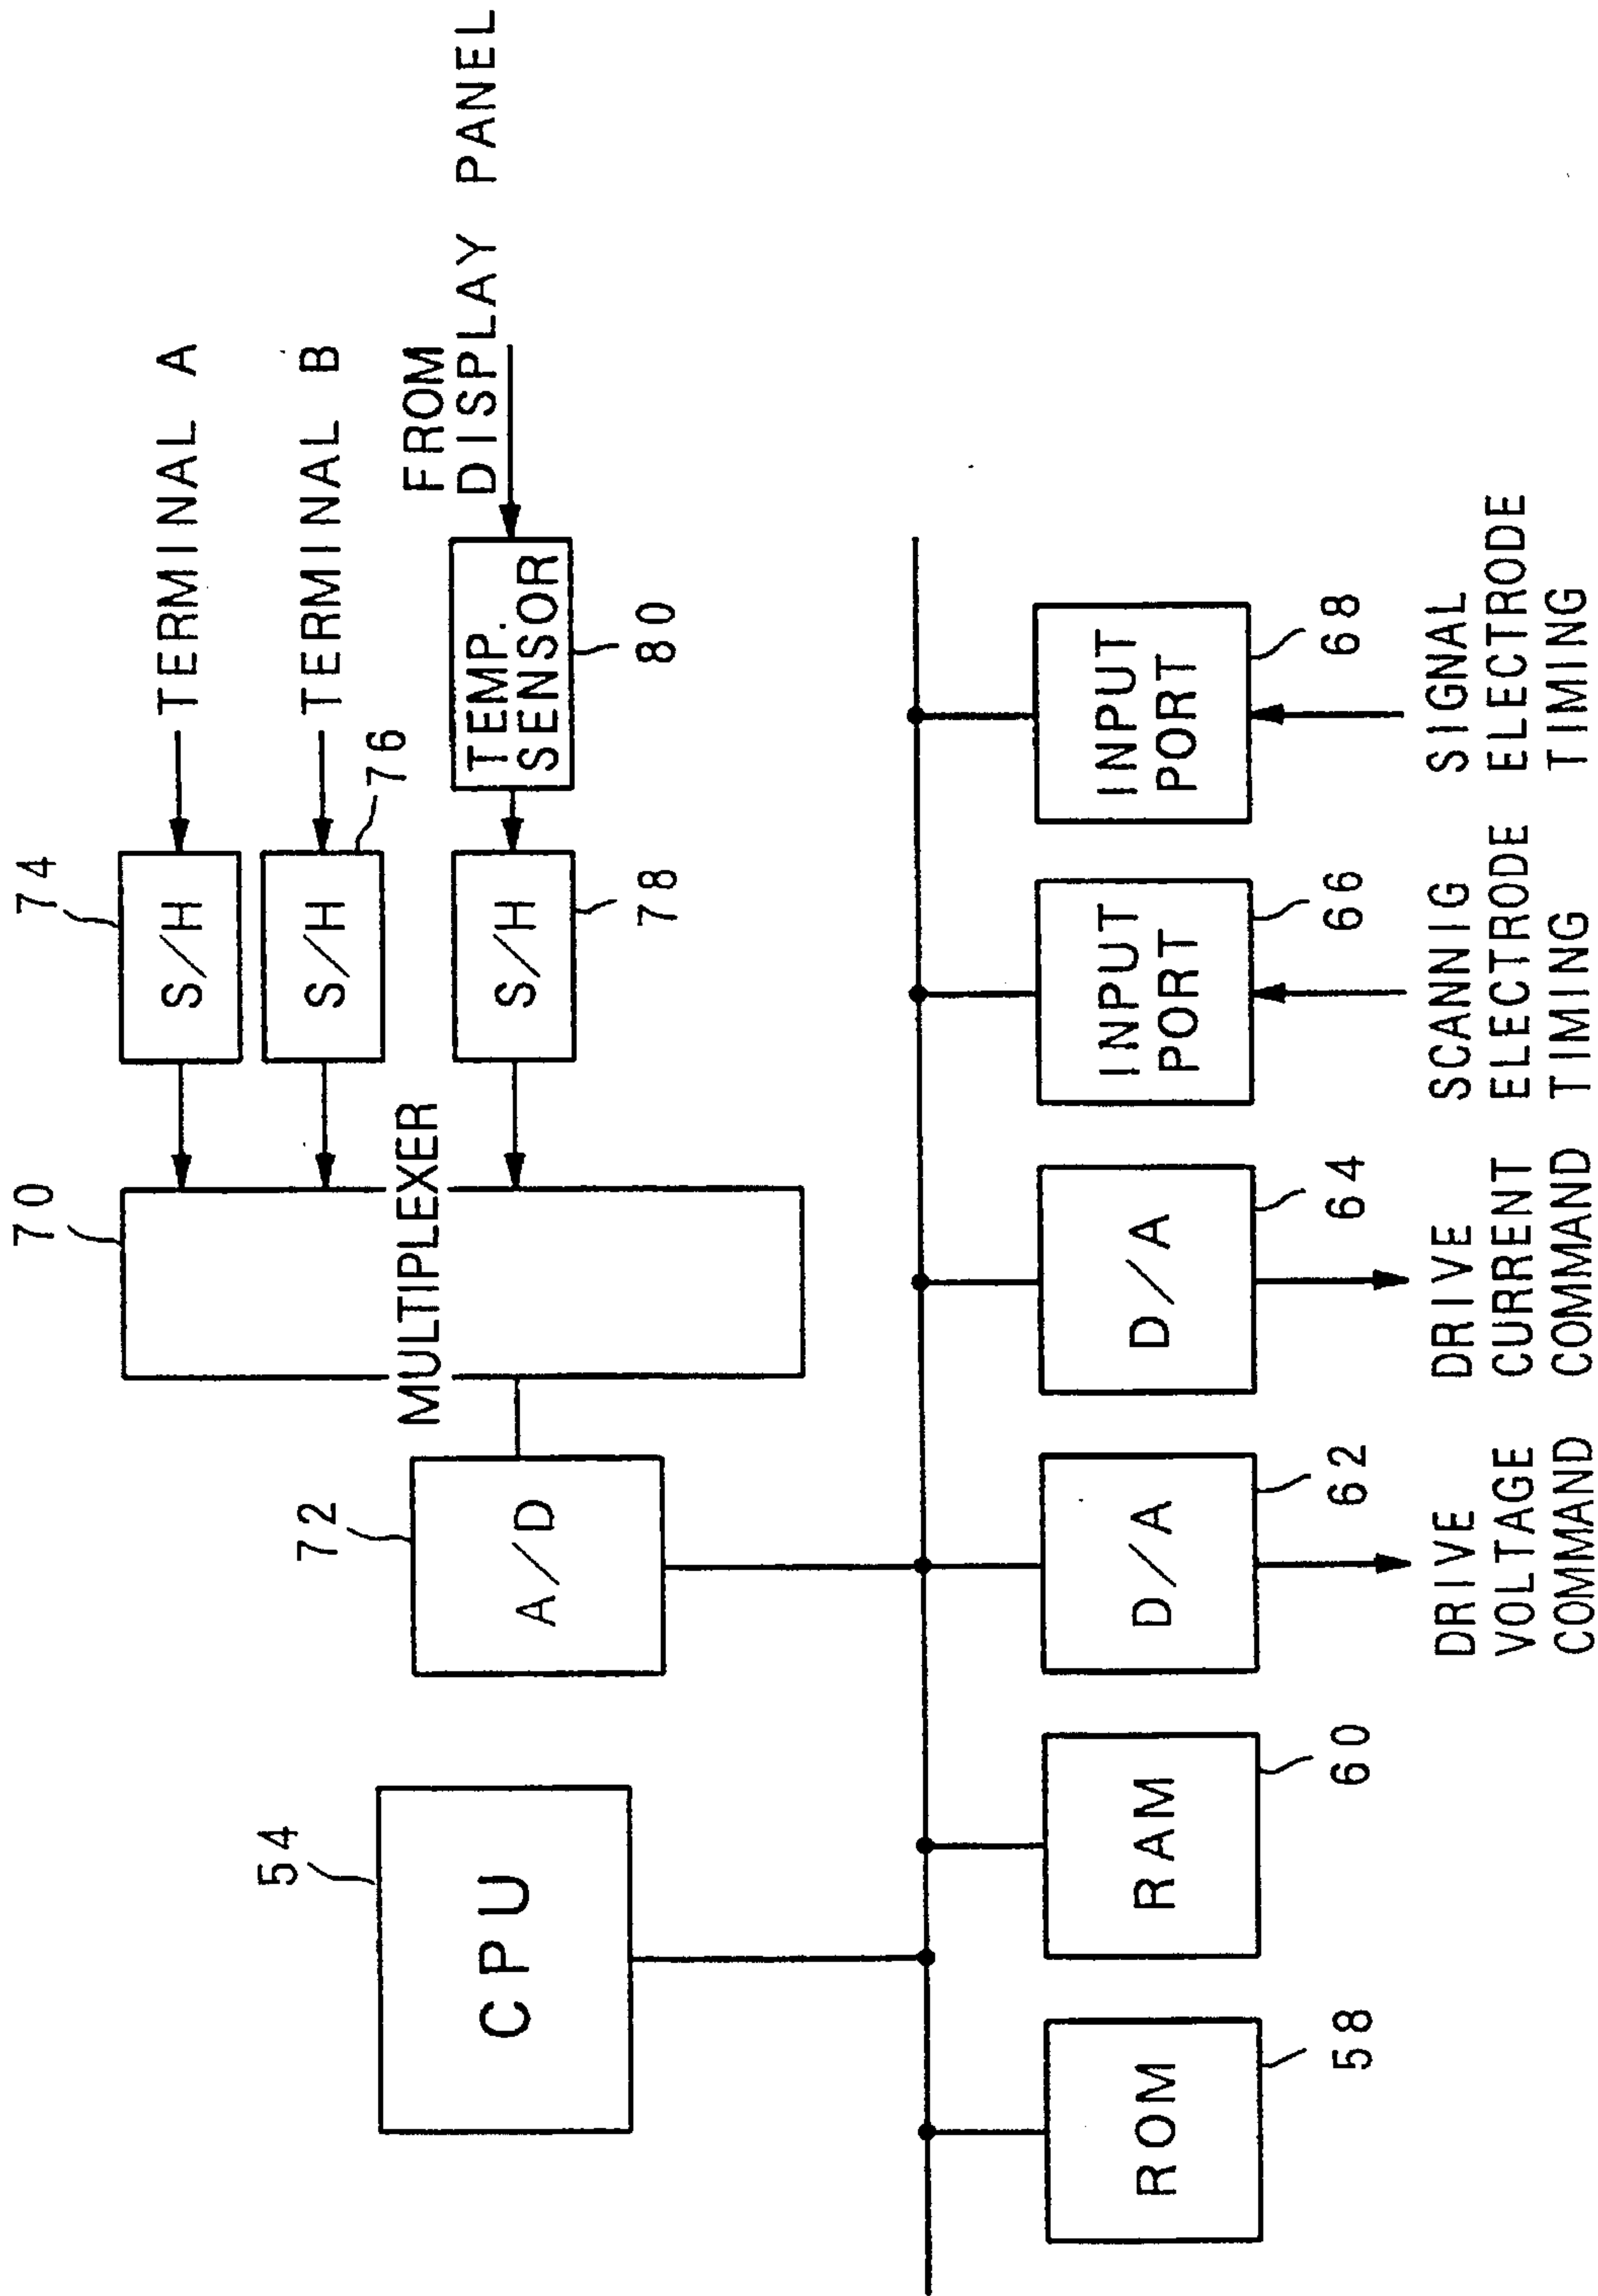 70
74
S/H
TERMINAL A
S/H
76
TERMINAL B
MULTIPLEXER
S/H
78
TEMP.
SENSOR
80
FROM
DISPLAY PANEL
54
CPU
72
A/D
ROM
58
RAM
60
D/A
62
DRIVE
VOLTAGE
COMMAND
D/A
64
DRIVE
CURRENT
COMMAND
INPUT
PORT
66
SCANNIG
ELECTRODE
TIMING
INPUT
PORT
68
SIGNAL
ELECTRODE
TIMING